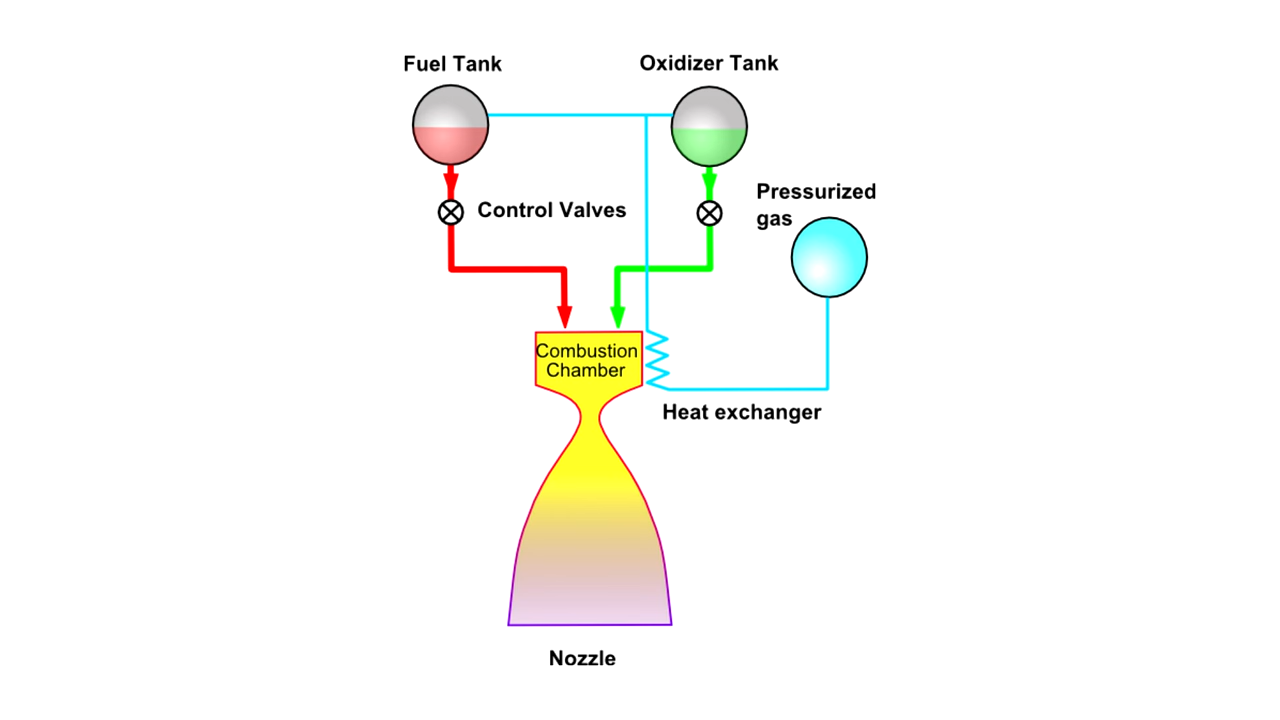 Fuel Tank
Oxidizer Tank
Pressurized
gas
Control Valves
Combustion
Chamber
Heat exchanger
Nozzle